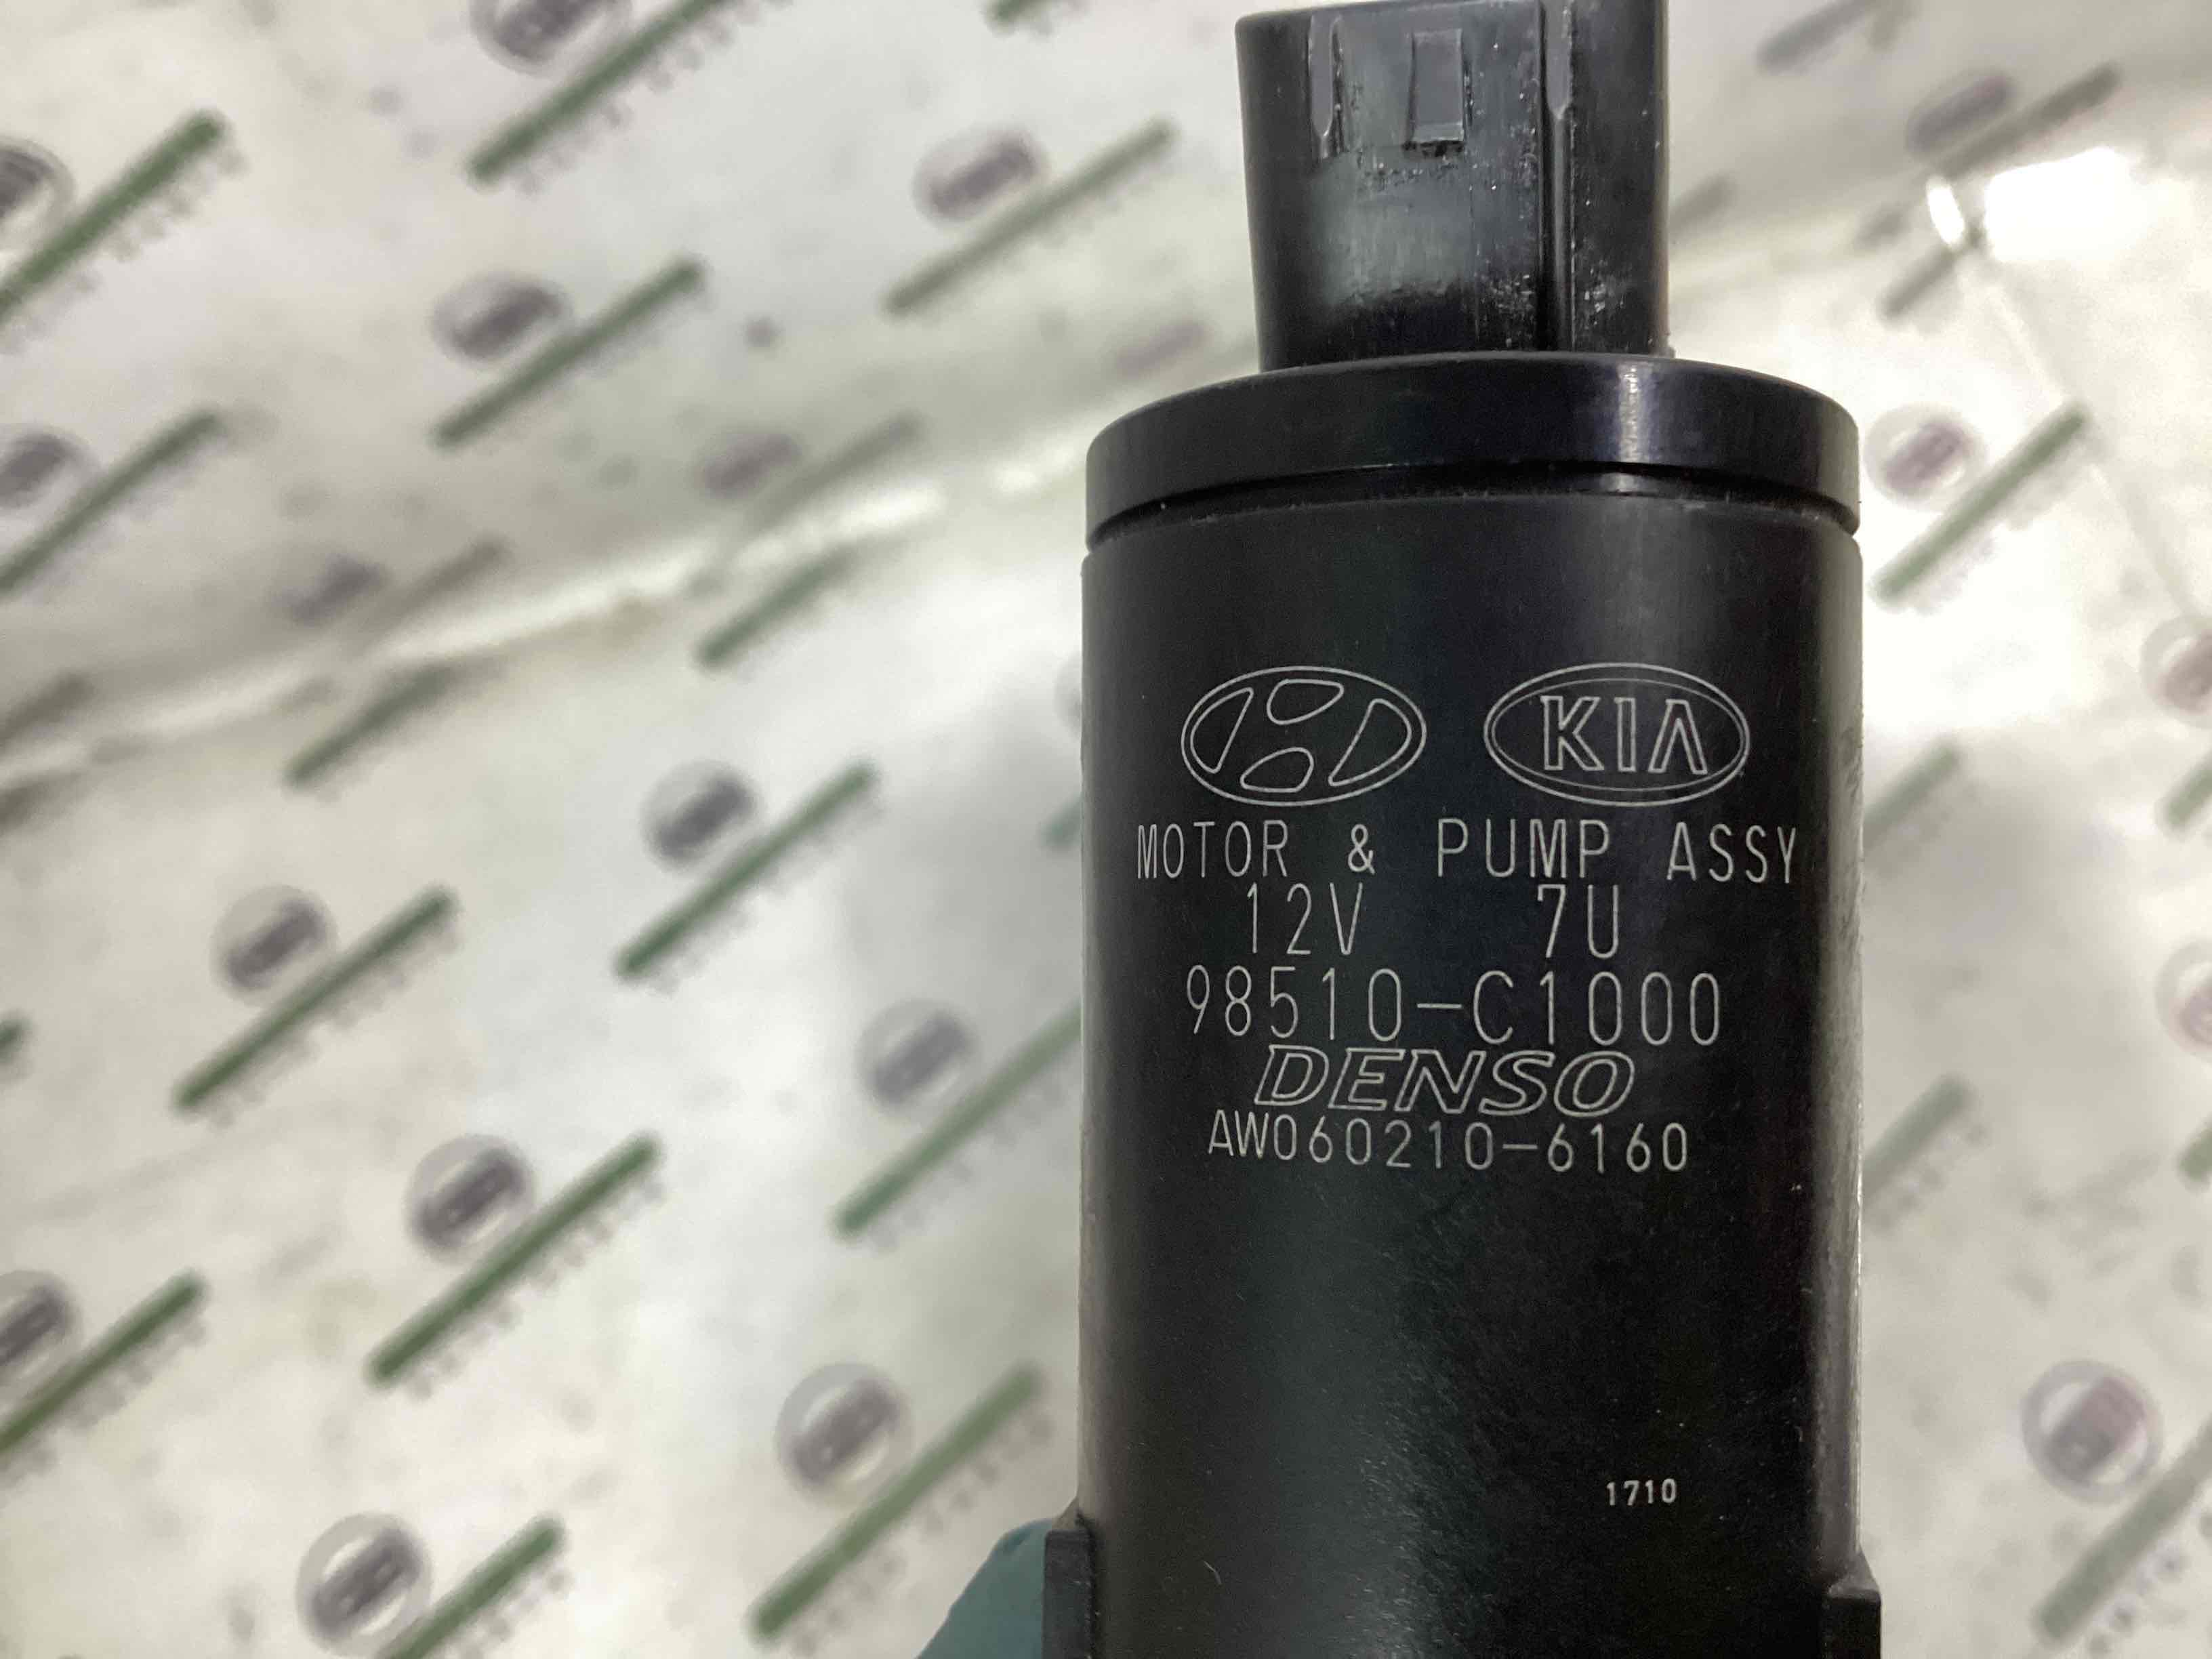 KIA
MOTOR & PUMP ASSY
12V 7U
98510-C1000
DENSO
AW060210-6160
1710